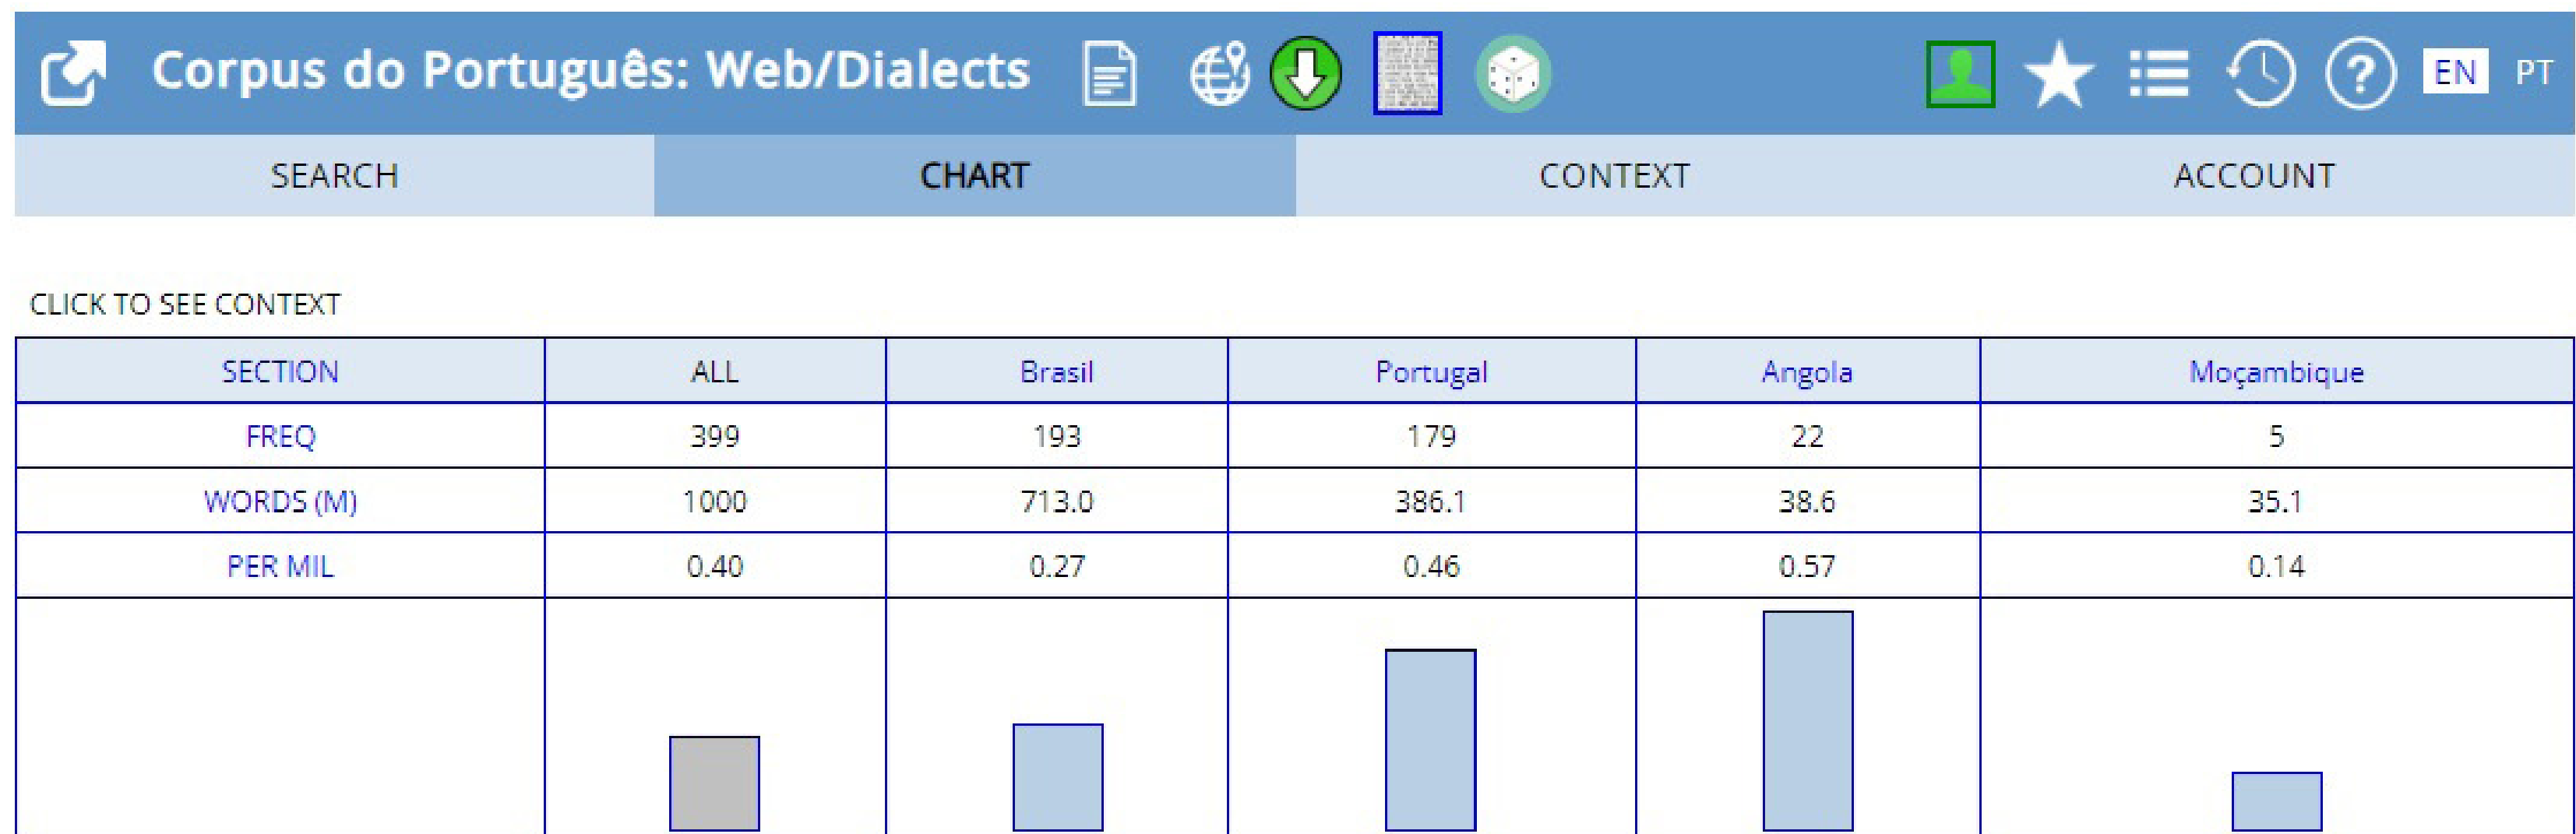 Corpus do Português: Web/Dialects EN PT
SEARCH CHART CONTEXT ACCOUNT
CLICK TO SEE CONTEXT
SECTION ALL Brasil Portugal Angola Moçambique
FREQ 399 193 179 22 5
WORDS (M) 1000 713.0 386.1 38.6 35.1
PER MIL 0.40 0.27 0.46 0.57 0.14